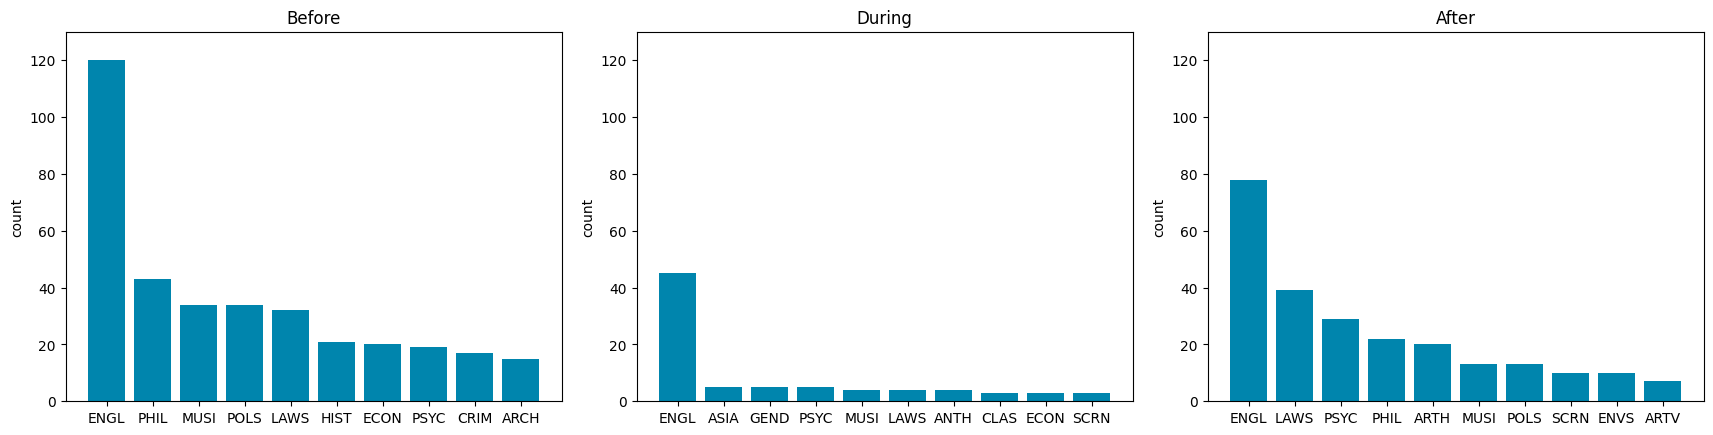 Before
count
120
100
80
60
40
20
0
ENGL PHIL MUSI POLS LAWS HIST ECON PSYC CRIM ARCH
During
count
120
100
80
60
40
20
0
ENGL ASIA GEND PSYC MUSI LAWS ANTH CLAS ECON SCRN
After
count
120
100
80
60
40
20
0
ENGL LAWS PSYC PHIL ARTH MUSI POLS SCRN ENVS ARTV